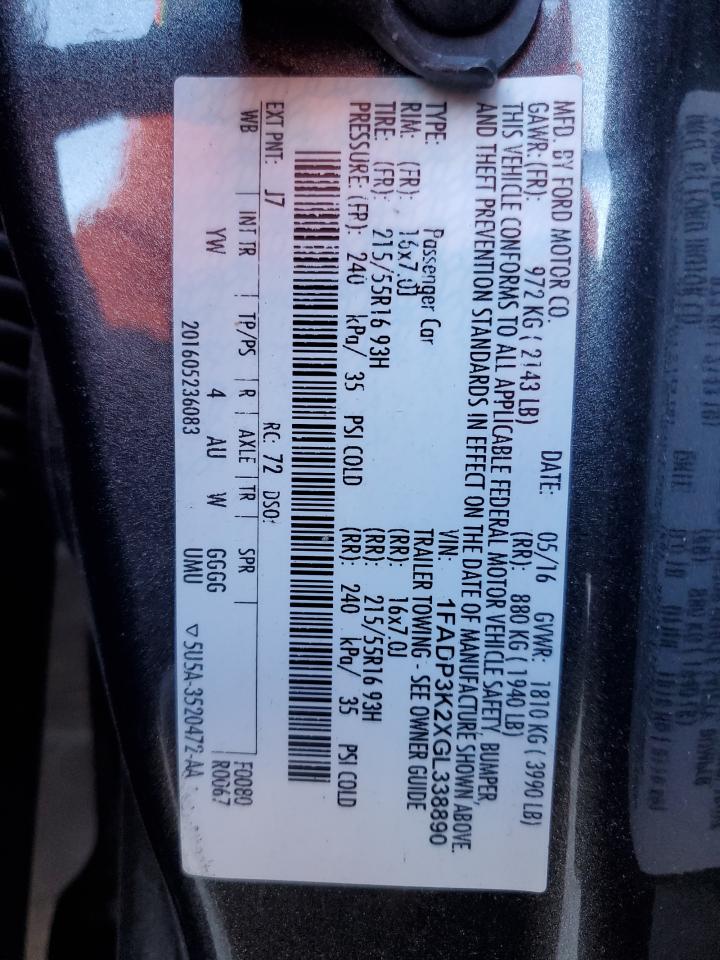 MFD. BY FORD MOTOR CO.
DATE: 05/16 GVWR: 1810 KG ( 3990 LB)
GAWR: (FR): 972 KG ( 2143 LB) (RR): 880 KG ( 1940 LB)
THIS VEHICLE CONFORMS TO ALL APPLICABLE FEDERAL MOTOR VEHICLE SAFETY, BUMPER,
AND THEFT PREVENTION STANDARDS IN EFFECT ON THE DATE OF MANUFACTURE SHOWN ABOVE.
VIN: 1FADP3K2XGL338890
TYPE: Passenger Car TRAILER TOWING - SEE OWNER GUIDE
RIM: (FR): 16x7.0J (RR): 16x7.0J
TIRE: (FR): 215/55R16 93H (RR): 215/55R16 93H
PRESSURE: (FR): 240 kPa/ 35 PSI COLD (RR): 240 kPa/ 35 PSI COLD
EXT PNT: J7 RC: 72 DSO: F0080
WB INT TR TP/PS R AXLE TR SPR R0067
YW 4 AU W GGGG
201605236083 UMU ▽5U5A-3520472-AA